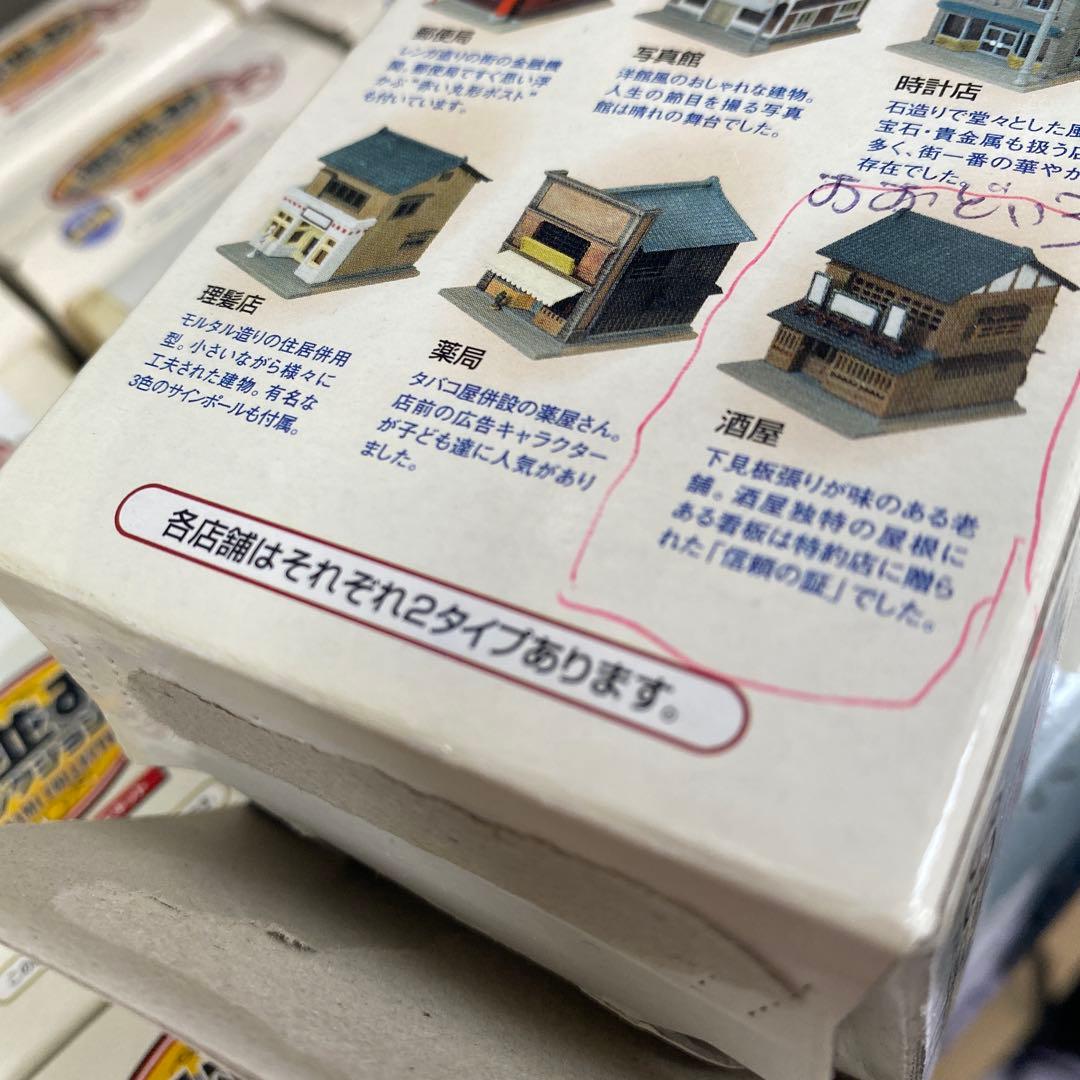 郵便局
レンガ造りの街の金融機
関。郵便局ですぐ思い浮
かぶ“赤い丸形ポスト”
も付いています。
写真館
洋館風のおしゃれな建物。
人生の節目を撮る写真
館は晴れの舞台でした。
時計店
石造りで堂々とした
宝石・貴金属も扱う
多く、街一番の華やか
存在でした。
理髪店
モルタル造りの住居併用
型。小さいながら様々に
工夫された建物。有名な
3色のサインポールも付属。
薬局
タバコ屋併設の薬屋さん。
店前の広告キャラクター
が子ども達に人気があり
ました。
酒屋
下見板張りが味のある老
舗。酒屋独特の屋根に
ある看板は特約店に贈ら
れた「信頼の証」でした。
各店舗はそれぞれ2タイプあります。
並み